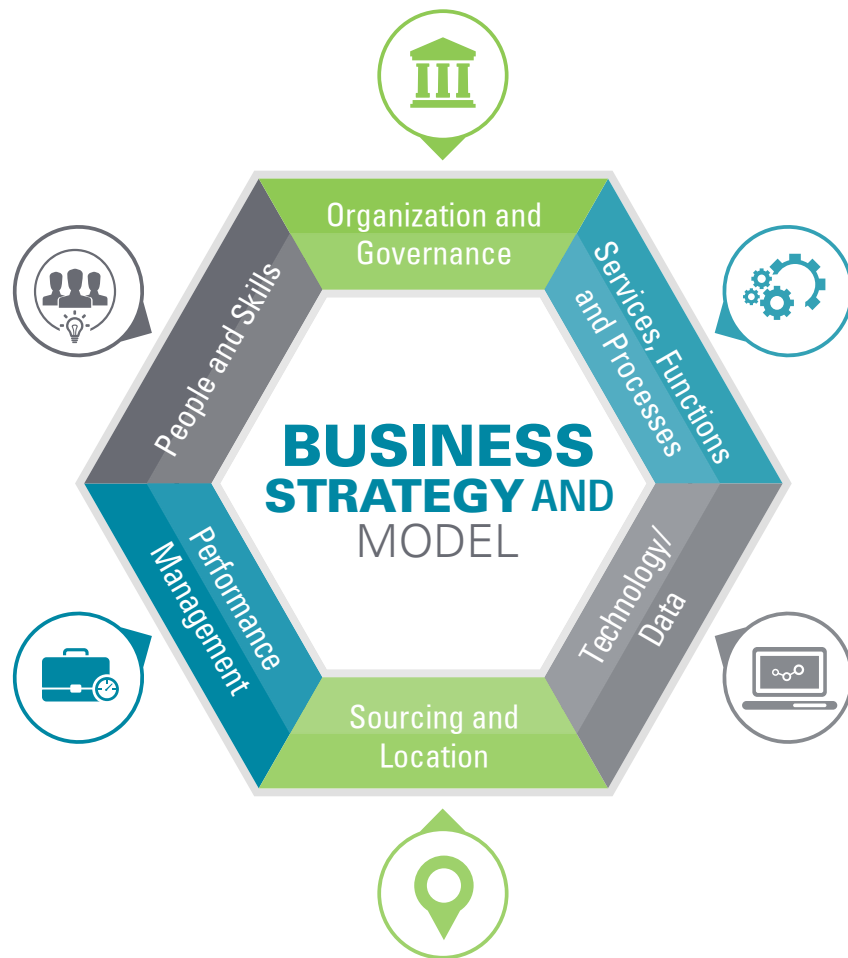 Organization and
Governance
Services, Functions
and Processes
People and Skills
BUSINESS
STRATEGY AND
MODEL
Performance
Management
Technology/
Data
Sourcing and
Location